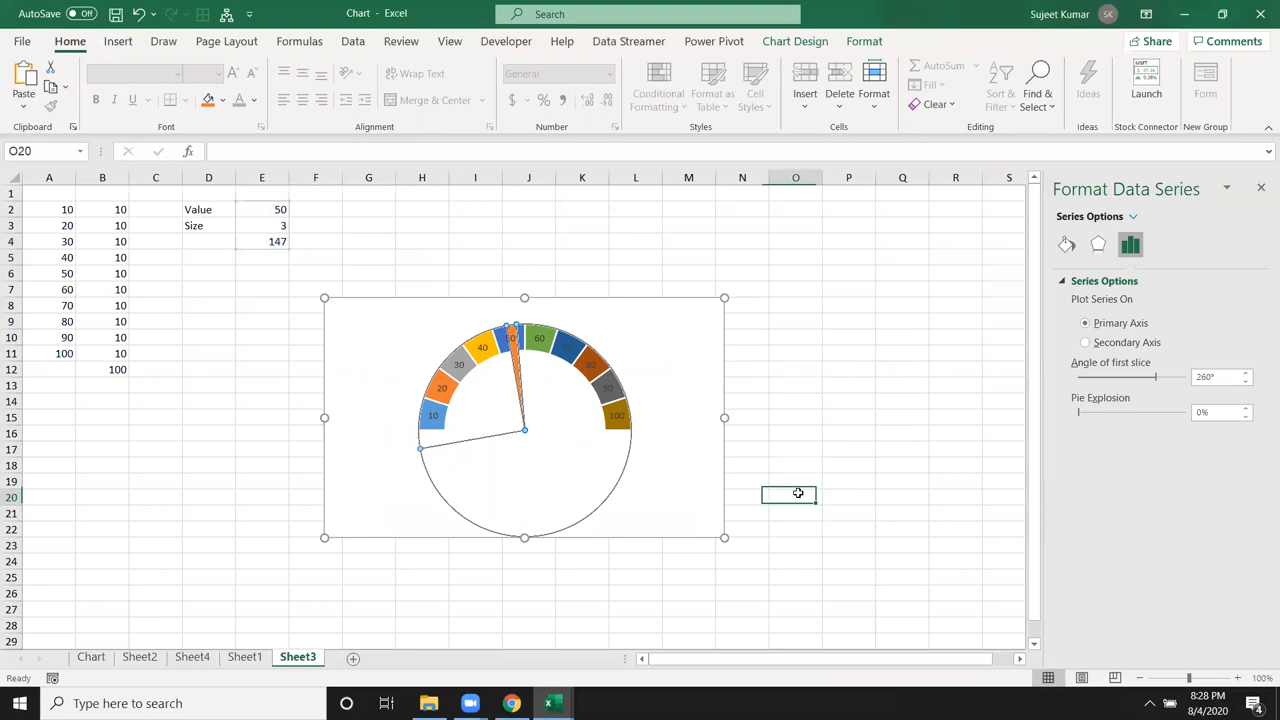 AutoSave Off Chart - Excel Search Sujeet Kumar SK
File Home Insert Draw Page Layout Formulas Data Review View Developer Help Data Streamer Power Pivot Chart Design Format Share Comments
Paste Wrap Text Merge & Center General Conditional Formatting Format as Table Cell Styles Insert Delete Format AutoSum Fill Clear Sort & Filter Find & Select Ideas Launch Form
Clipboard Font Alignment Number Styles Cells Editing Ideas Stock Connector New Group
O20 fx
A B C D E F G H I J K L M N O P Q R S
1
2 10 10 Value 50
3 20 10 Size 3
4 30 10 147
5 40 10
6 50 10
7 60 10
8 70 10
9 80 10
10 90 10
11 100 10
12 100
13
14
15
16
17
18
19
20
21
22
23
24
25
26
27
28
29
10 20 30 40 50 60 70 80 90 100
Format Data Series
Series Options
Series Options
Plot Series On
Primary Axis
Secondary Axis
Angle of first slice
260°
Pie Explosion
0%
Chart Sheet2 Sheet4 Sheet1 Sheet3
Ready 100%
Type here to search
8:28 PM
8/4/2020
4